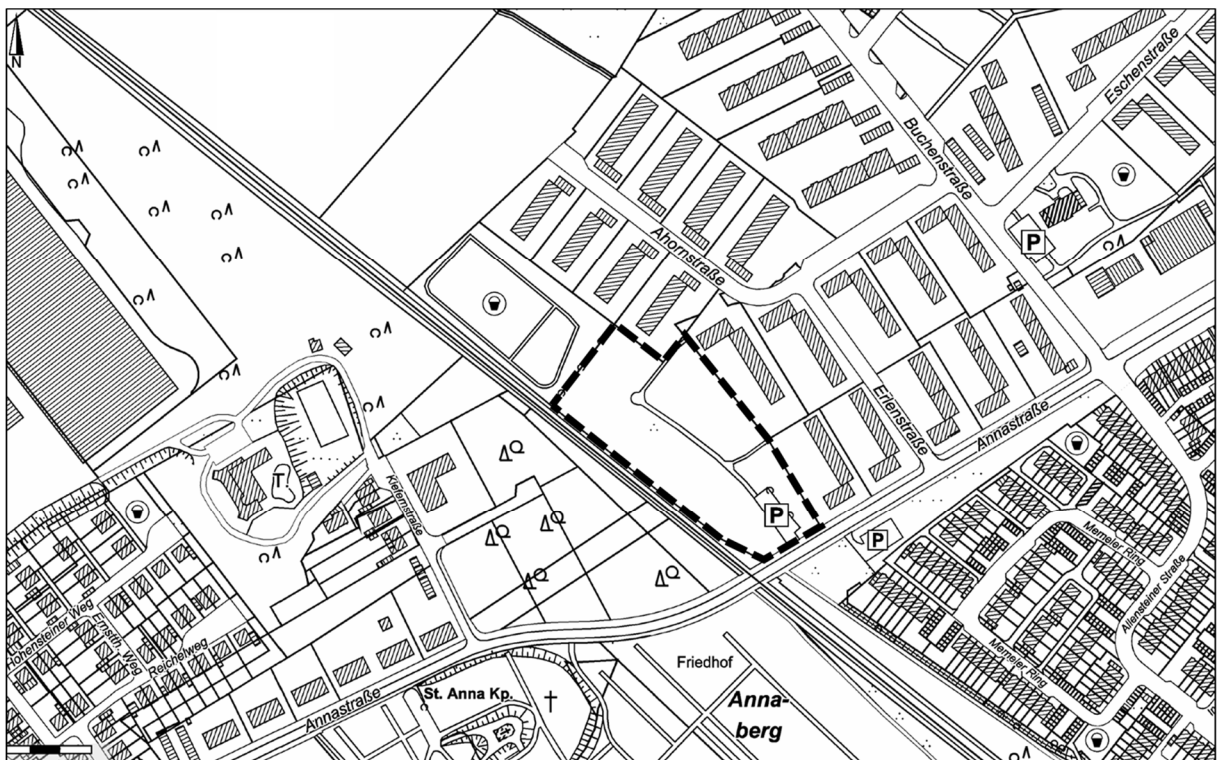 N
Eschenstraße
Buchenstraße
P
Ahornstraße
Erlenstraße
Annastraße
P
P
T
Kiefernstraße
Memeler Ring
Allensteiner Straße
Memeler Ring
Hohensteiner Weg
Reichelweg
Annastraße
St. Anna Kp.
Friedhof
Anna-
berg